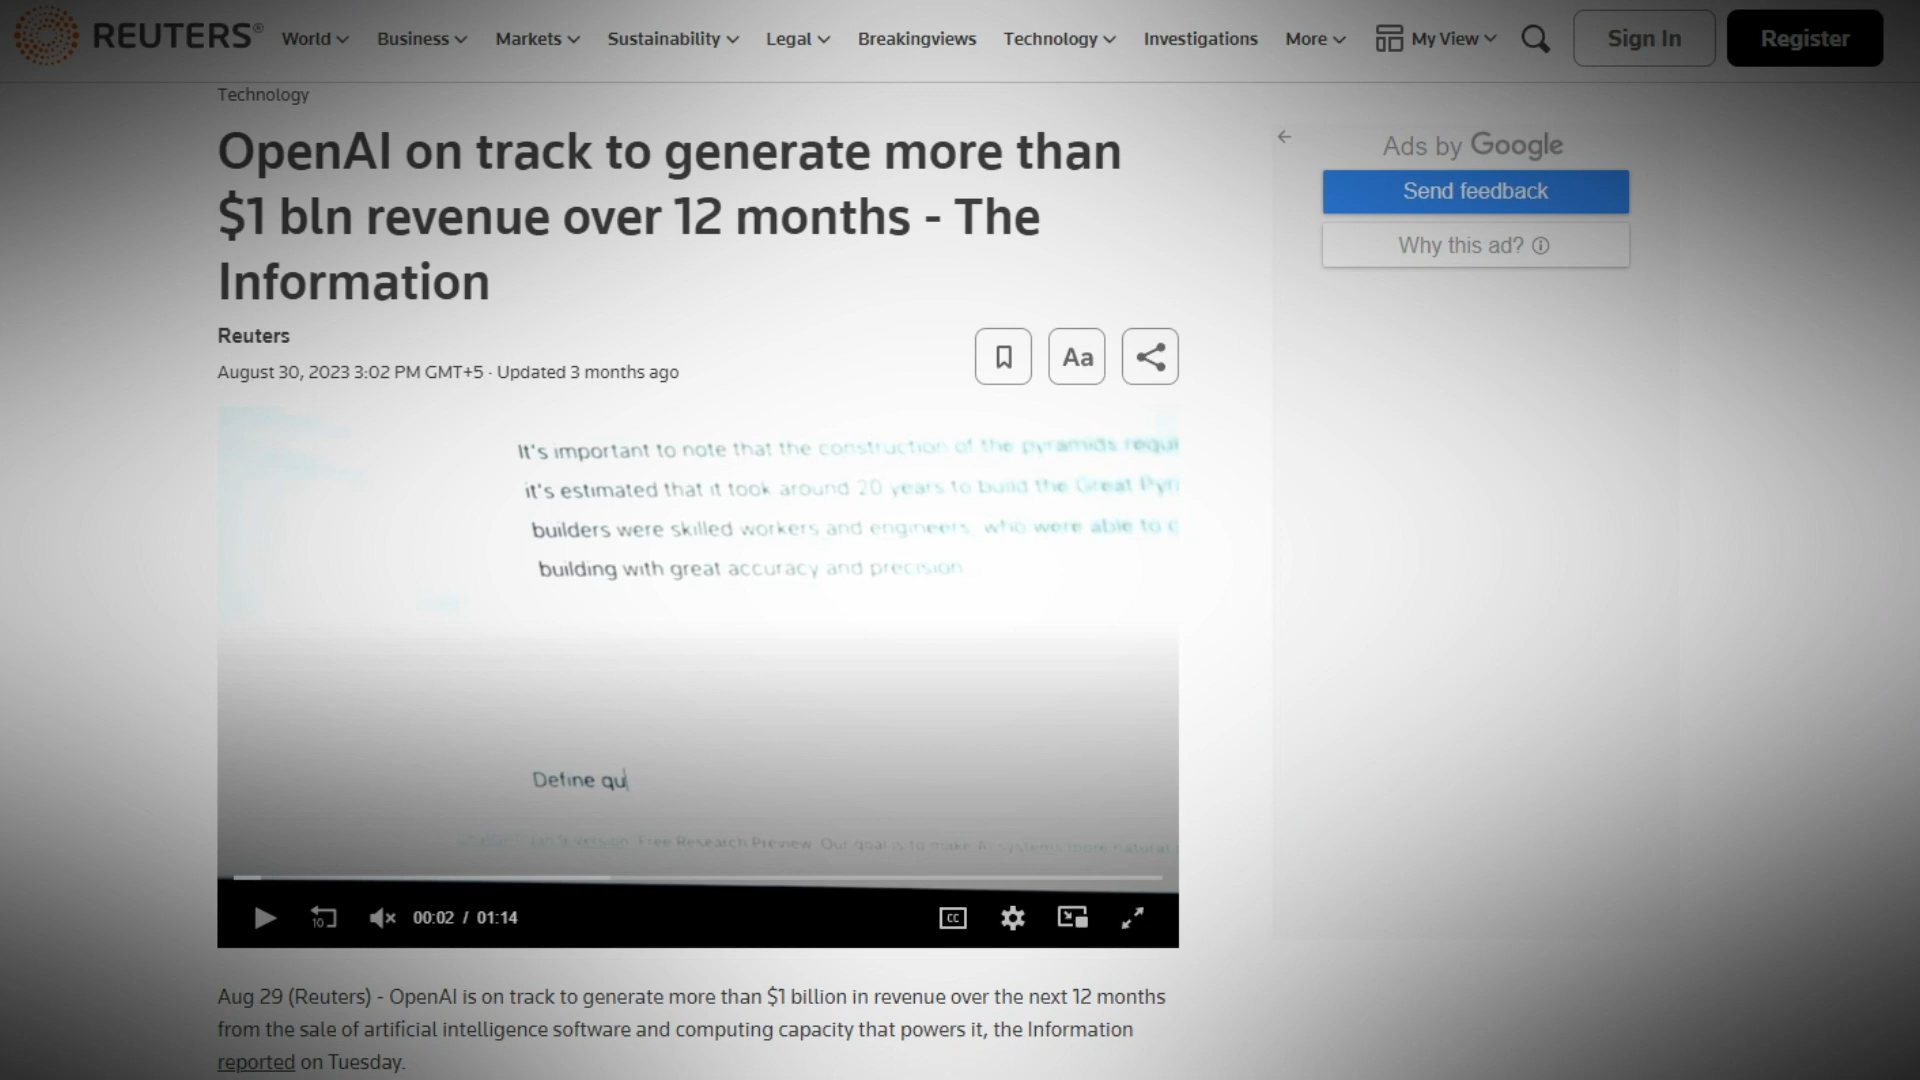 REUTERS®
World Business Markets Sustainability Legal Breakingviews Technology Investigations More My View Sign In Register
Technology
OpenAI on track to generate more than
$1 bln revenue over 12 months - The
Information
Reuters
August 30, 2023 3:02 PM GMT+5 · Updated 3 months ago
Aa
Ads by Google
Send feedback
Why this ad?
It's important to note that the construction of the pyramids requi
it's estimated that it took around 20 years to build the Great Pyr
builders were skilled workers and engineers, who were able to c
building with great accuracy and precision
Define qu
version. Free Research Preview. Our goal is to make AI systems more natural
10 00:02 / 01:14 CC
Aug 29 (Reuters) - OpenAI is on track to generate more than $1 billion in revenue over the next 12 months
from the sale of artificial intelligence software and computing capacity that powers it, the Information
reported on Tuesday.